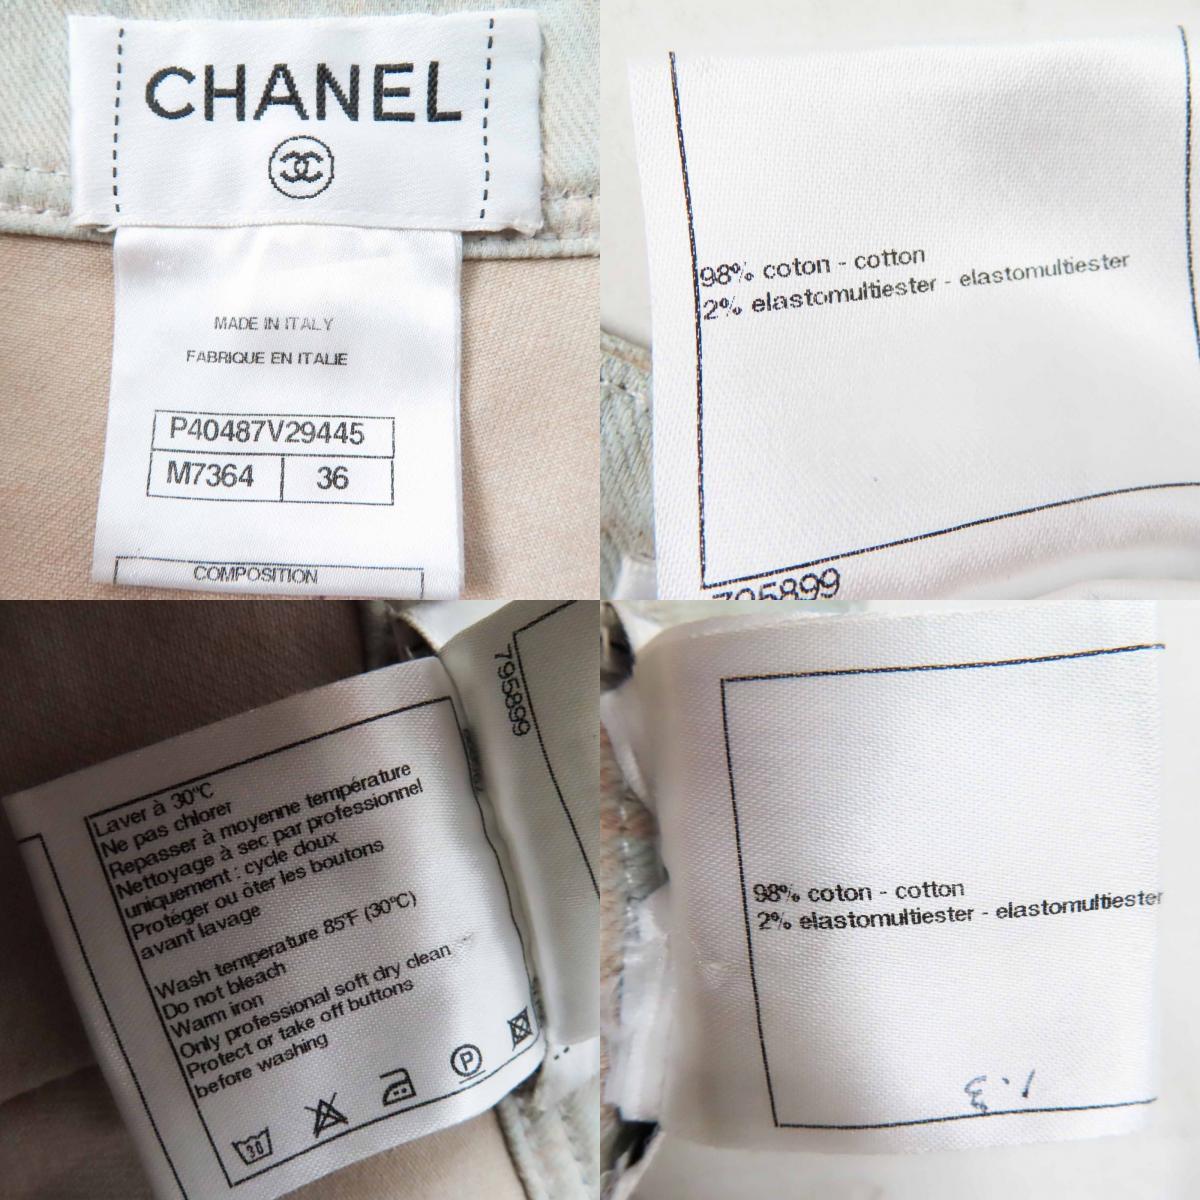 CHANEL
MADE IN ITALY
FABRIQUE EN ITALIE
P40487V29445
M7364 36
COMPOSITION
98% coton - cotton
2% elastomultiester - elastomultiester
795899
795899
Laver à 30°C
Ne pas chlorer
Repasser à moyenne température
Nettoyage à sec par professionnel
uniquement : cycle doux
Protéger ou ôter les boutons
avant lavage
Wash temperature 85°F (30°C)
Do not bleach
Warm iron
Only professional soft dry clean
Protect or take off buttons
before washing
30 P
98% coton - cotton
2% elastomultiester - elastomultiester